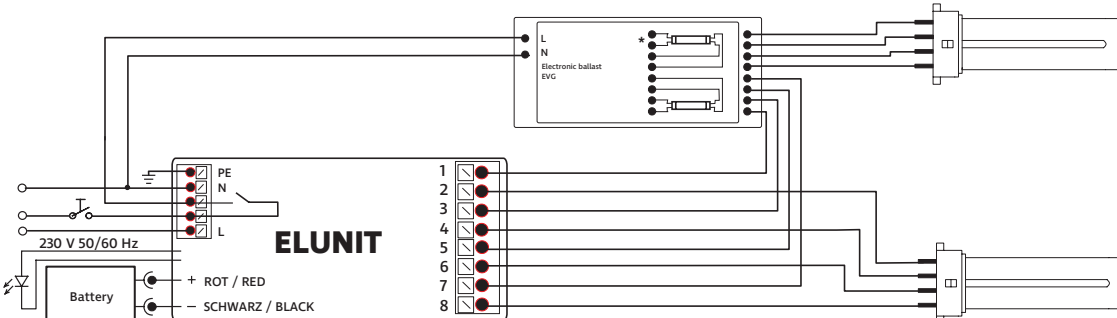 L
*
N
Electronic ballast
EVG
PE
N
L
230 V 50/60 Hz
ELUNIT
1
2
3
4
5
6
7
8
Battery
+ ROT / RED
– SCHWARZ / BLACK